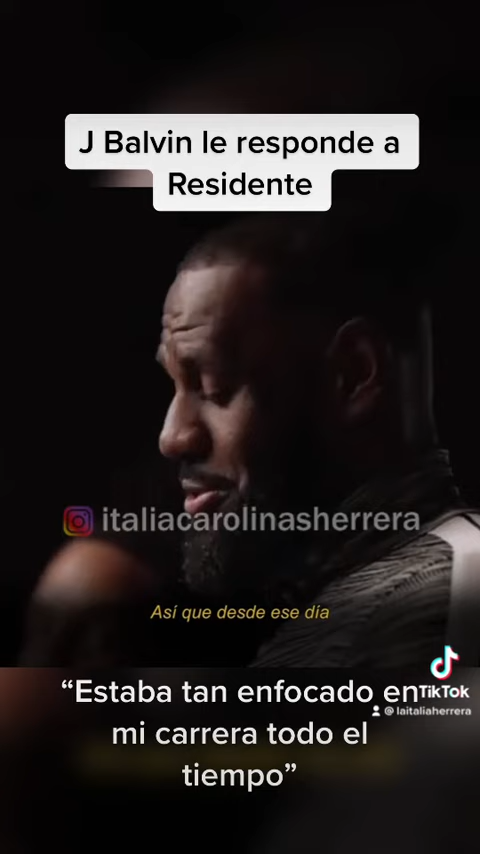 J Balvin le responde a
Residente
italiacarolinasherrera
Así que desde ese día
“Estaba tan enfocado en
mi carrera todo el
tiempo”
TikTok
@ laitaliaherrera